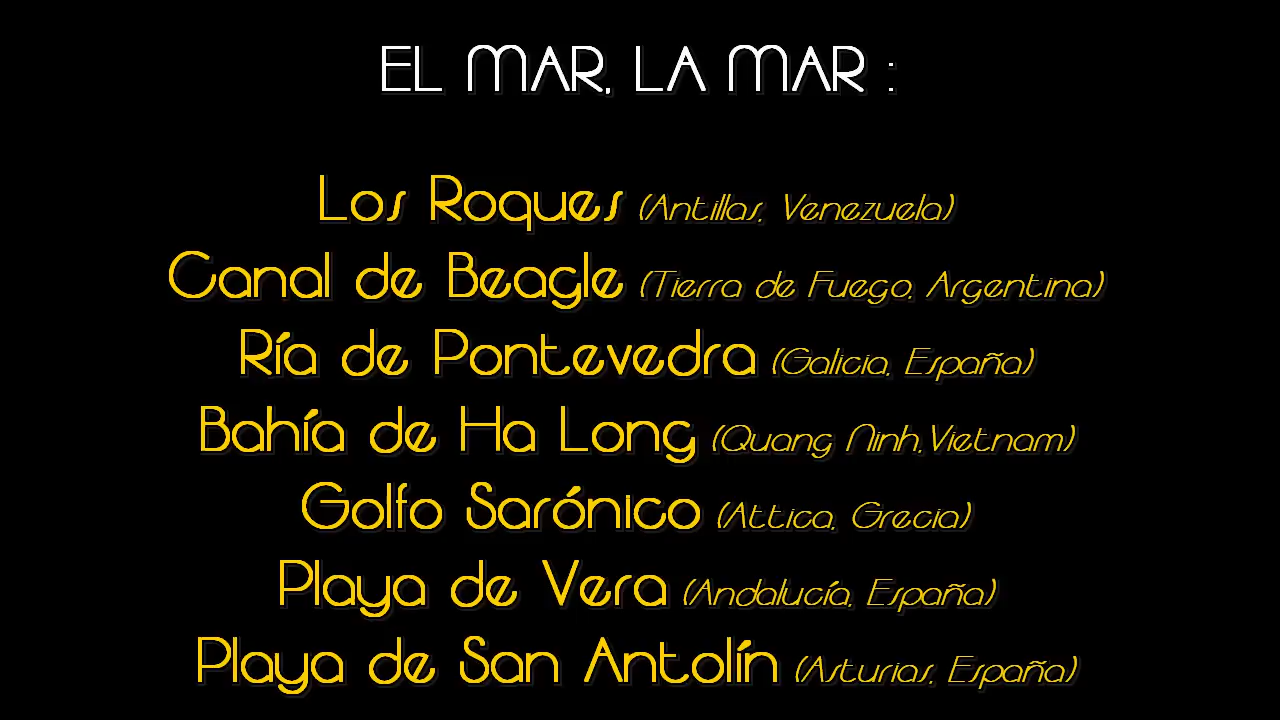 EL MAR, LA MAR :
Los Roques (Antillas, Venezuela)
Canal de Beagle (Tierra de Fuego, Argentina)
Ría de Pontevedra (Galicia, España)
Bahía de Ha Long (Quang Ninh,Vietnam)
Golfo Sarónico (Attica, Grecia)
Playa de Vera (Andalucía, España)
Playa de San Antolín (Asturias, España)